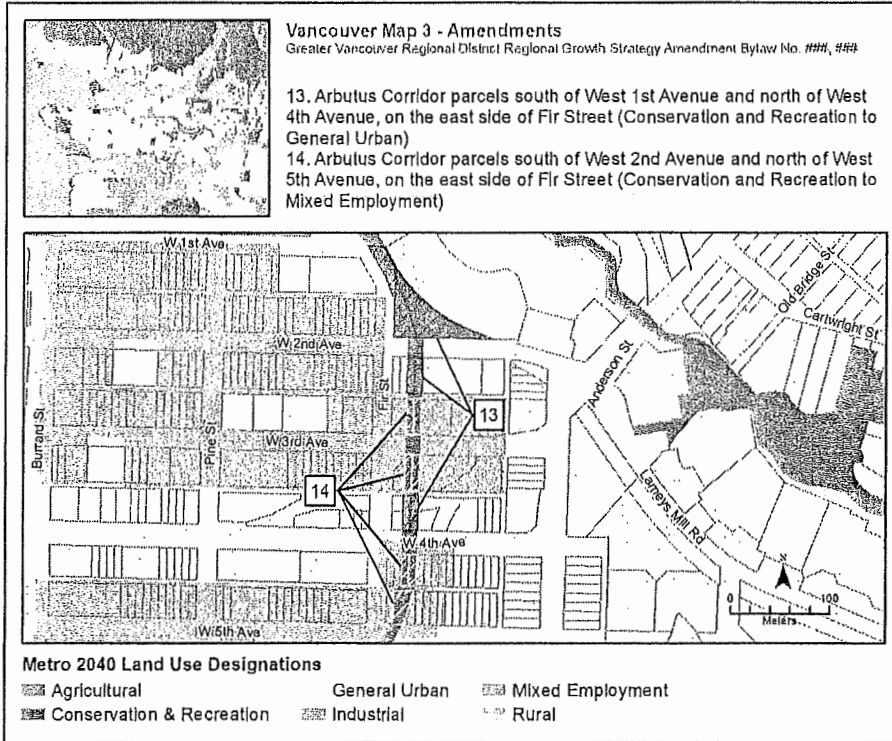 Vancouver Map 3 - Amendments
Greater Vancouver Regional District Regional Growth Strategy Amendment Bylaw No. ###, ###
13. Arbutus Corridor parcels south of West 1st Avenue and north of West
4th Avenue, on the east side of Fir Street (Conservation and Recreation to
General Urban)
14. Arbutus Corridor parcels south of West 2nd Avenue and north of West
5th Avenue, on the east side of Fir Street (Conservation and Recreation to
Mixed Employment)
W 1st Ave
Old Bridge St
Cartwright St
W 2nd Ave
Anderson St
Fir St
13
Burrard St
Pine St
W 3rd Ave
14
Lameys Mill Rd
W 4th Ave
N
0 100
Meters
W 5th Ave
Metro 2040 Land Use Designations
Agricultural General Urban Mixed Employment
Conservation & Recreation Industrial Rural